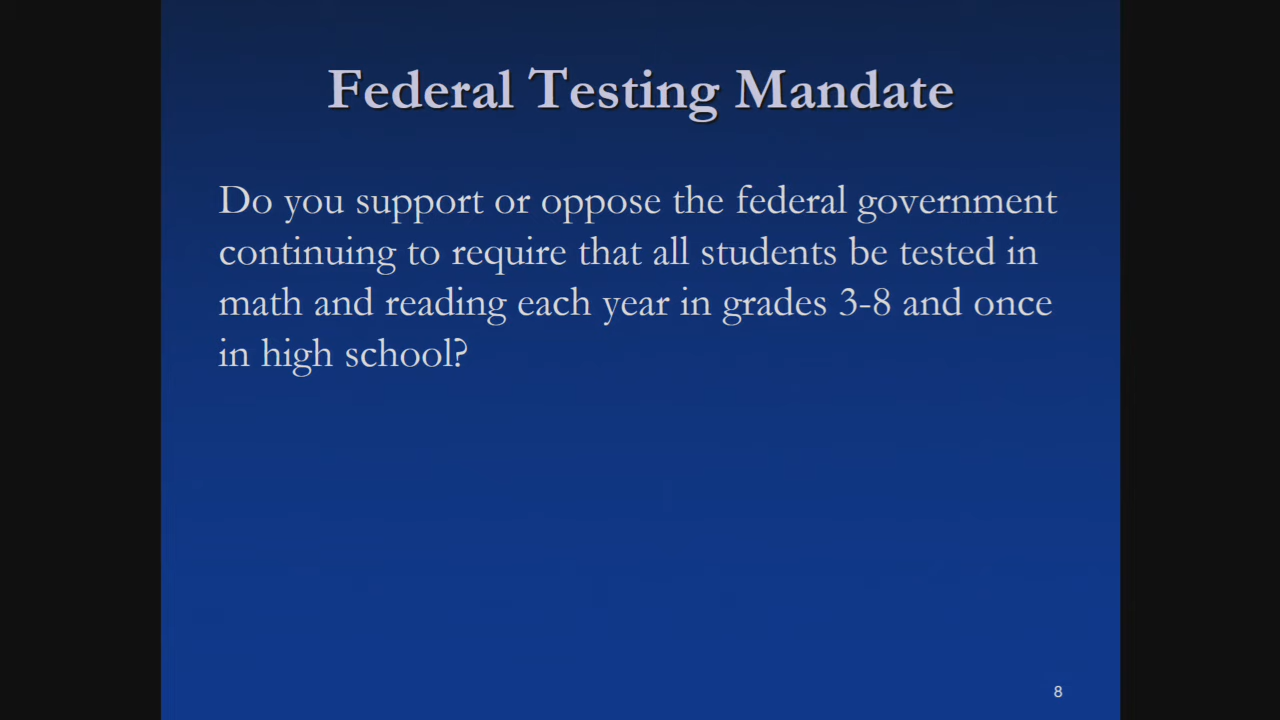 Federal Testing Mandate
Do you support or oppose the federal government
continuing to require that all students be tested in
math and reading each year in grades 3-8 and once
in high school?
8